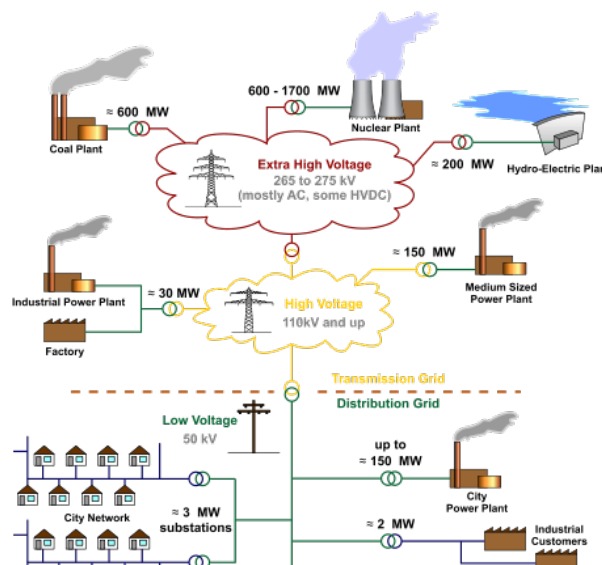 ≈ 600 MW
Coal Plant
600 - 1700 MW
Nuclear Plant
Extra High Voltage
265 to 275 kV
(mostly AC, some HVDC)
≈ 200 MW
Hydro-Electric Plan
≈ 150 MW
Medium Sized
Power Plant
Industrial Power Plant
≈ 30 MW
Factory
High Voltage
110kV and up
Transmission Grid
Distribution Grid
Low Voltage
50 kV
up to
≈ 150 MW
City
Power Plant
City Network
≈ 3 MW
substations
≈ 2 MW
Industrial
Customers